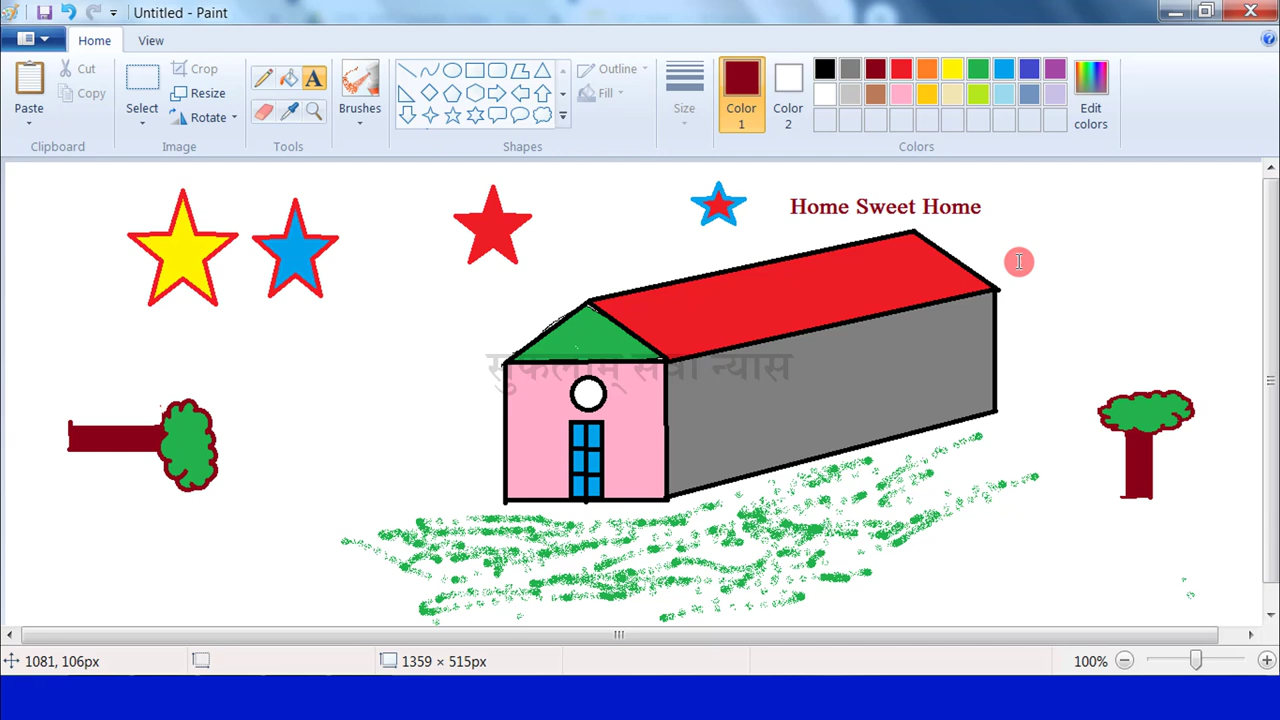 Untitled - Paint
Home View
Paste
Cut
Copy
Clipboard
Select
Crop
Resize
Rotate
Image
A
Tools
Brushes
Shapes
Outline
Fill
Size
Color 1
Color 2
Edit colors
Colors
Home Sweet Home
सुफलाम् सेवा न्यास
1081, 106px
1359 × 515px
100%